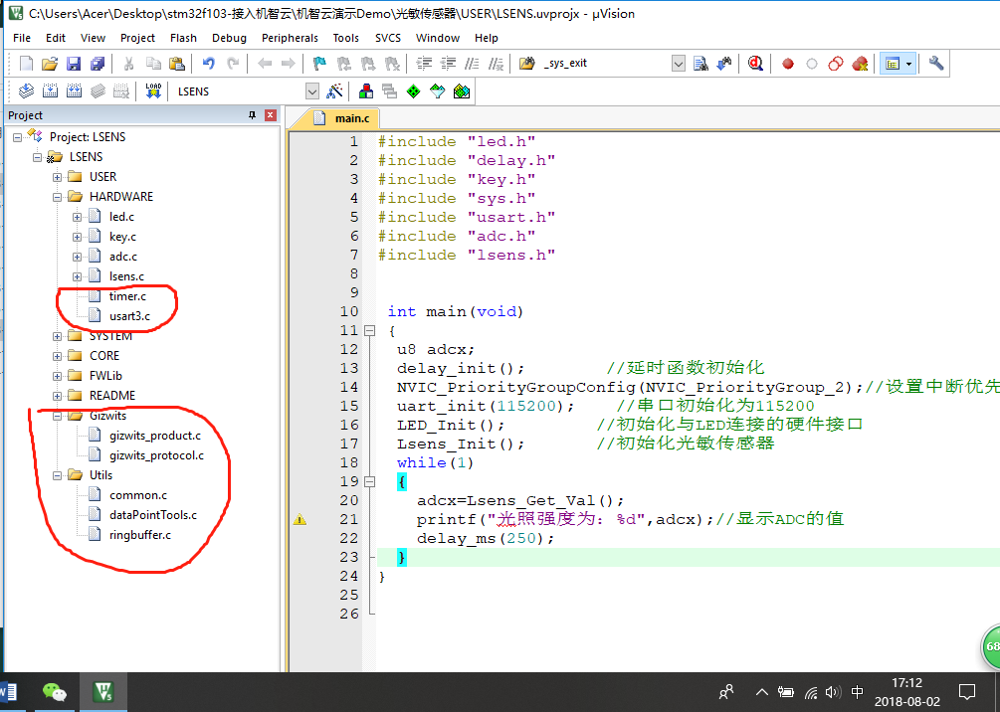 C:\Users\Acer\Desktop\stm32f103-接入机智云\机智云演示Demo\光敏传感器\USER\LSENS.uvprojx - µVision
File Edit View Project Flash Debug Peripherals Tools SVCS Window Help
_sys_exit
LOAD
LSENS
Project
main.c
Project: LSENS
LSENS
USER
HARDWARE
led.c
key.c
adc.c
lsens.c
timer.c
usart3.c
SYSTEM
CORE
FWLib
README
Gizwits
gizwits_product.c
gizwits_protocol.c
Utils
common.c
dataPointTools.c
ringbuffer.c
1 #include "led.h"
2 #include "delay.h"
3 #include "key.h"
4 #include "sys.h"
5 #include "usart.h"
6 #include "adc.h"
7 #include "lsens.h"
8
9
10 int main(void)
11 {
12 u8 adcx;
13 delay_init(); //延时函数初始化
14 NVIC_PriorityGroupConfig(NVIC_PriorityGroup_2);//设置中断优先
15 uart_init(115200); //串口初始化为115200
16 LED_Init(); //初始化与LED连接的硬件接口
17 Lsens_Init(); //初始化光敏传感器
18 while(1)
19 {
20 adcx=Lsens_Get_Val();
21 printf("光照强度为：%d",adcx);//显示ADC的值
22 delay_ms(250);
23 }
24 }
25
26
68
中
17:12
2018-08-02